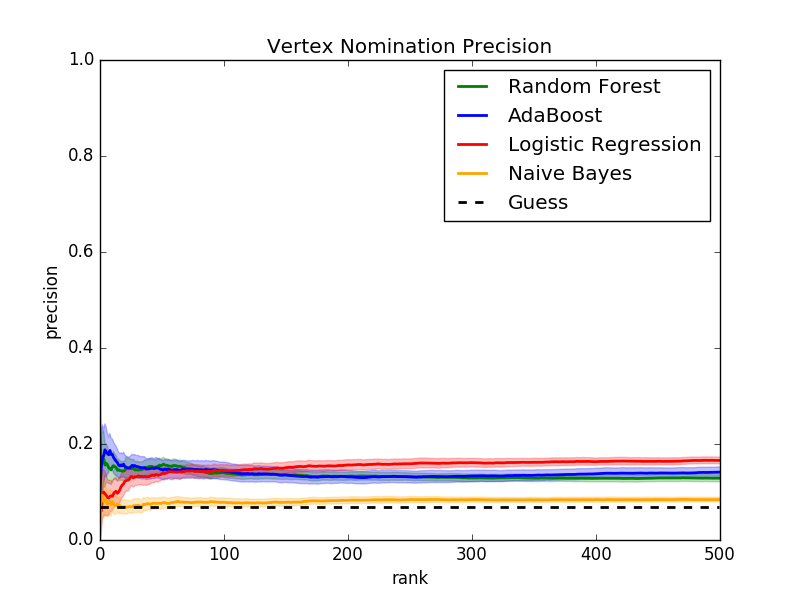 Vertex Nomination Precision
1.0
0.8
0.6
0.4
0.2
0.0
precision
Random Forest
AdaBoost
Logistic Regression
Naive Bayes
Guess
0 100 200 300 400 500
rank